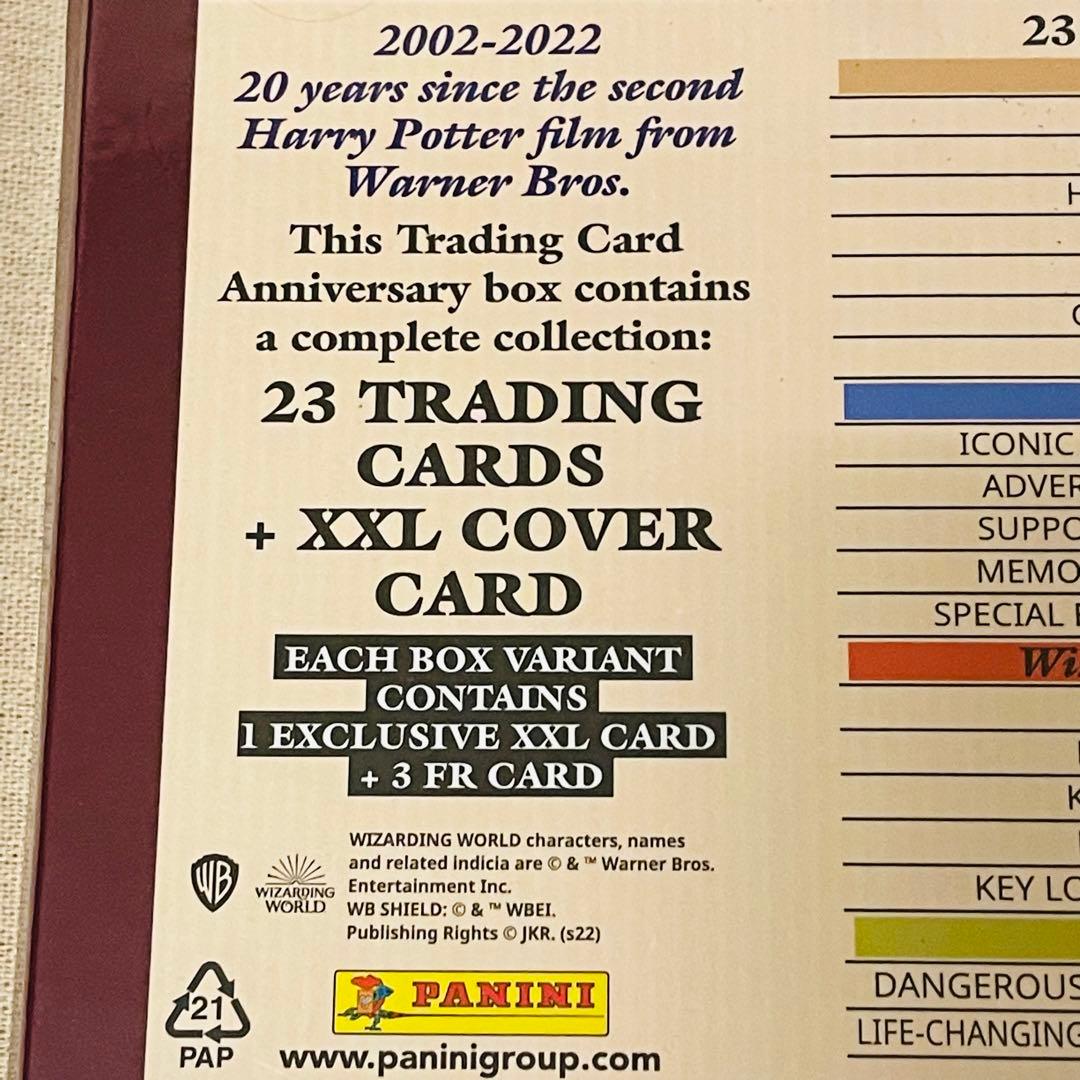 2002-2022
20 years since the second
Harry Potter film from
Warner Bros.
This Trading Card
Anniversary box contains
a complete collection:
23 TRADING
CARDS
+ XXL COVER
CARD
EACH BOX VARIANT
CONTAINS
1 EXCLUSIVE XXL CARD
+ 3 FR CARD
WIZARDING WORLD characters, names
and related indicia are © & ™ Warner Bros.
Entertainment Inc.
WB SHIELD: © & ™ WBEI.
Publishing Rights © JKR. (s22)
WB
WIZARDING
WORLD
21
PAP
PANINI
www.paninigroup.com
23
ICONIC
ADVER
SUPPO
MEMO
SPECIAL
Wi
K
KEY LO
DANGEROUS
LIFE-CHANGING